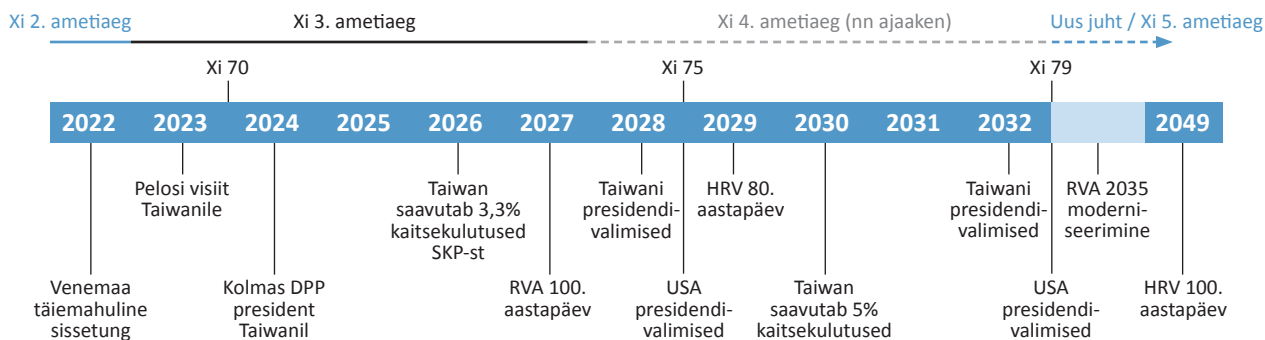 Xi 2. ametiaeg
Xi 3. ametiaeg
Xi 4. ametiaeg (nn ajaaken)
Uus juht / Xi 5. ametiaeg
Xi 70
Xi 75
Xi 79
2022 2023 2024 2025 2026 2027 2028 2029 2030 2031 2032 2049
Pelosi visiit
Taiwanile
Taiwan
saavutab 3,3%
kaitsekulutused
SKP-st
Taiwani
presidendi-
valimised
HRV 80.
aastapäev
Taiwani
presidendi-
valimised
RVA 2035
moderni-
seerimine
Venemaa
täiemahuline
sissetung
Kolmas DPP
president
Taiwanil
RVA 100.
aastapäev
USA
presidendi-
valimised
Taiwan
saavutab 5%
kaitsekulutused
USA
presidendi-
valimised
HRV 100.
aastapäev